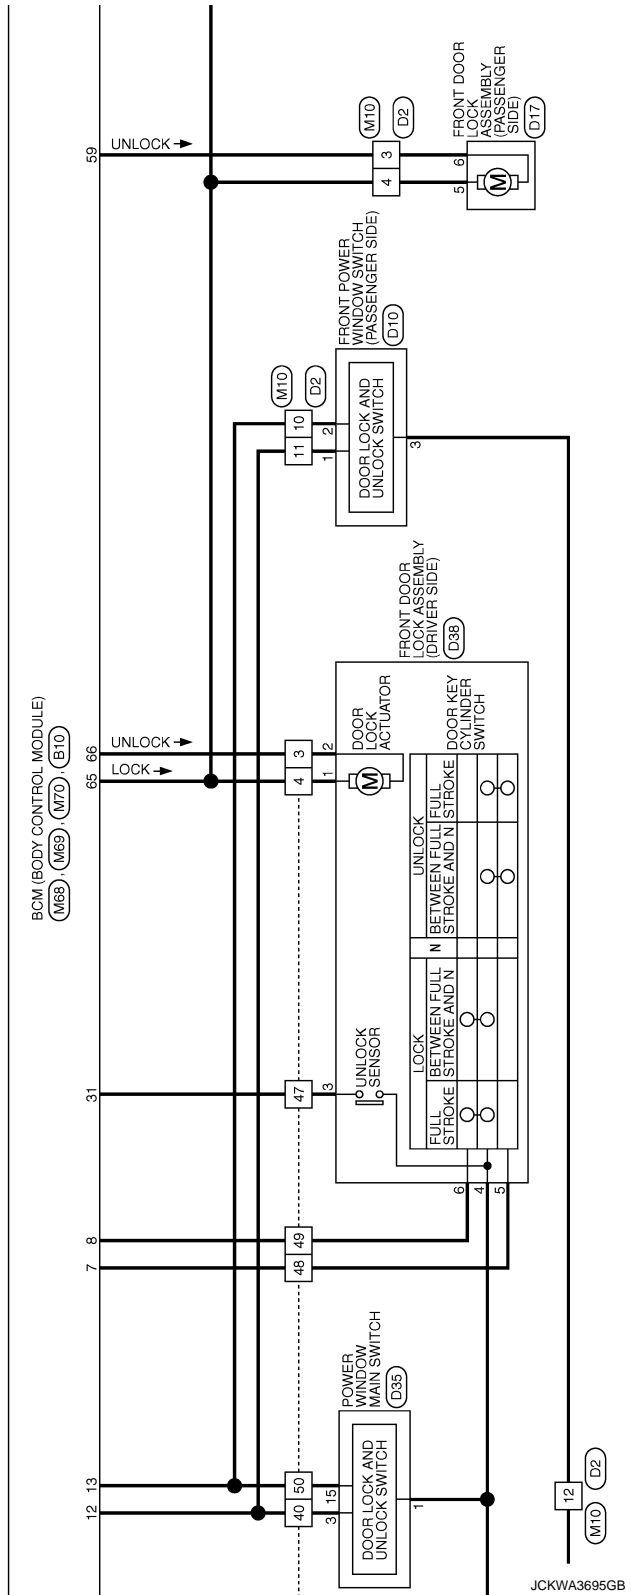 BCM (BODY CONTROL MODULE)
M68 , M69 , M70 , B10
12
13
7
8
31
65
66
59
LOCK
UNLOCK
UNLOCK
40
50
48
49
47
4
3
11
10
M10
D2
4
3
M10
D2
3
15
1
POWER
WINDOW
MAIN SWITCH
D35
DOOR LOCK AND
UNLOCK SWITCH
6
4
5
3
1
2
FRONT DOOR
LOCK ASSEMBLY
(DRIVER SIDE)
D38
UNLOCK
SENSOR
M
DOOR
LOCK
ACTUATOR
DOOR KEY
CYLINDER
SWITCH
LOCK
FULL
STROKE
BETWEEN FULL
STROKE AND N
N
UNLOCK
BETWEEN FULL
STROKE AND N
FULL
STROKE
FRONT POWER
WINDOW SWITCH
(PASSENGER SIDE)
D10
1
2
3
DOOR LOCK AND
UNLOCK SWITCH
FRONT DOOR
LOCK
ASSEMBLY
(PASSENGER
SIDE)
D17
5
6
M
12
M10
D2
JCKWA3695GB